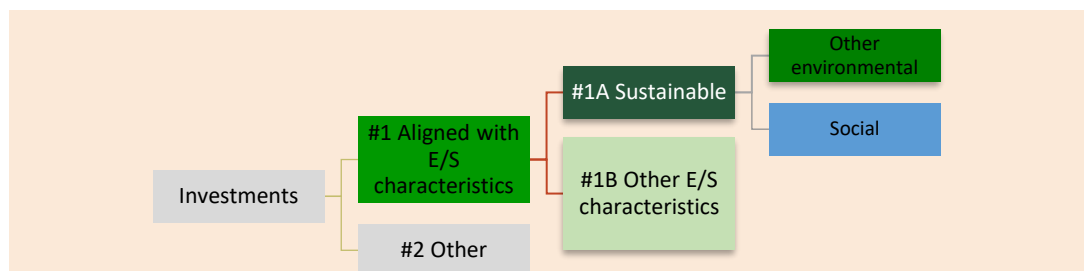 Other
environmental
#1A Sustainable
#1 Aligned with
E/S
characteristics
Social
#1B Other E/S
characteristics
Investments
#2 Other